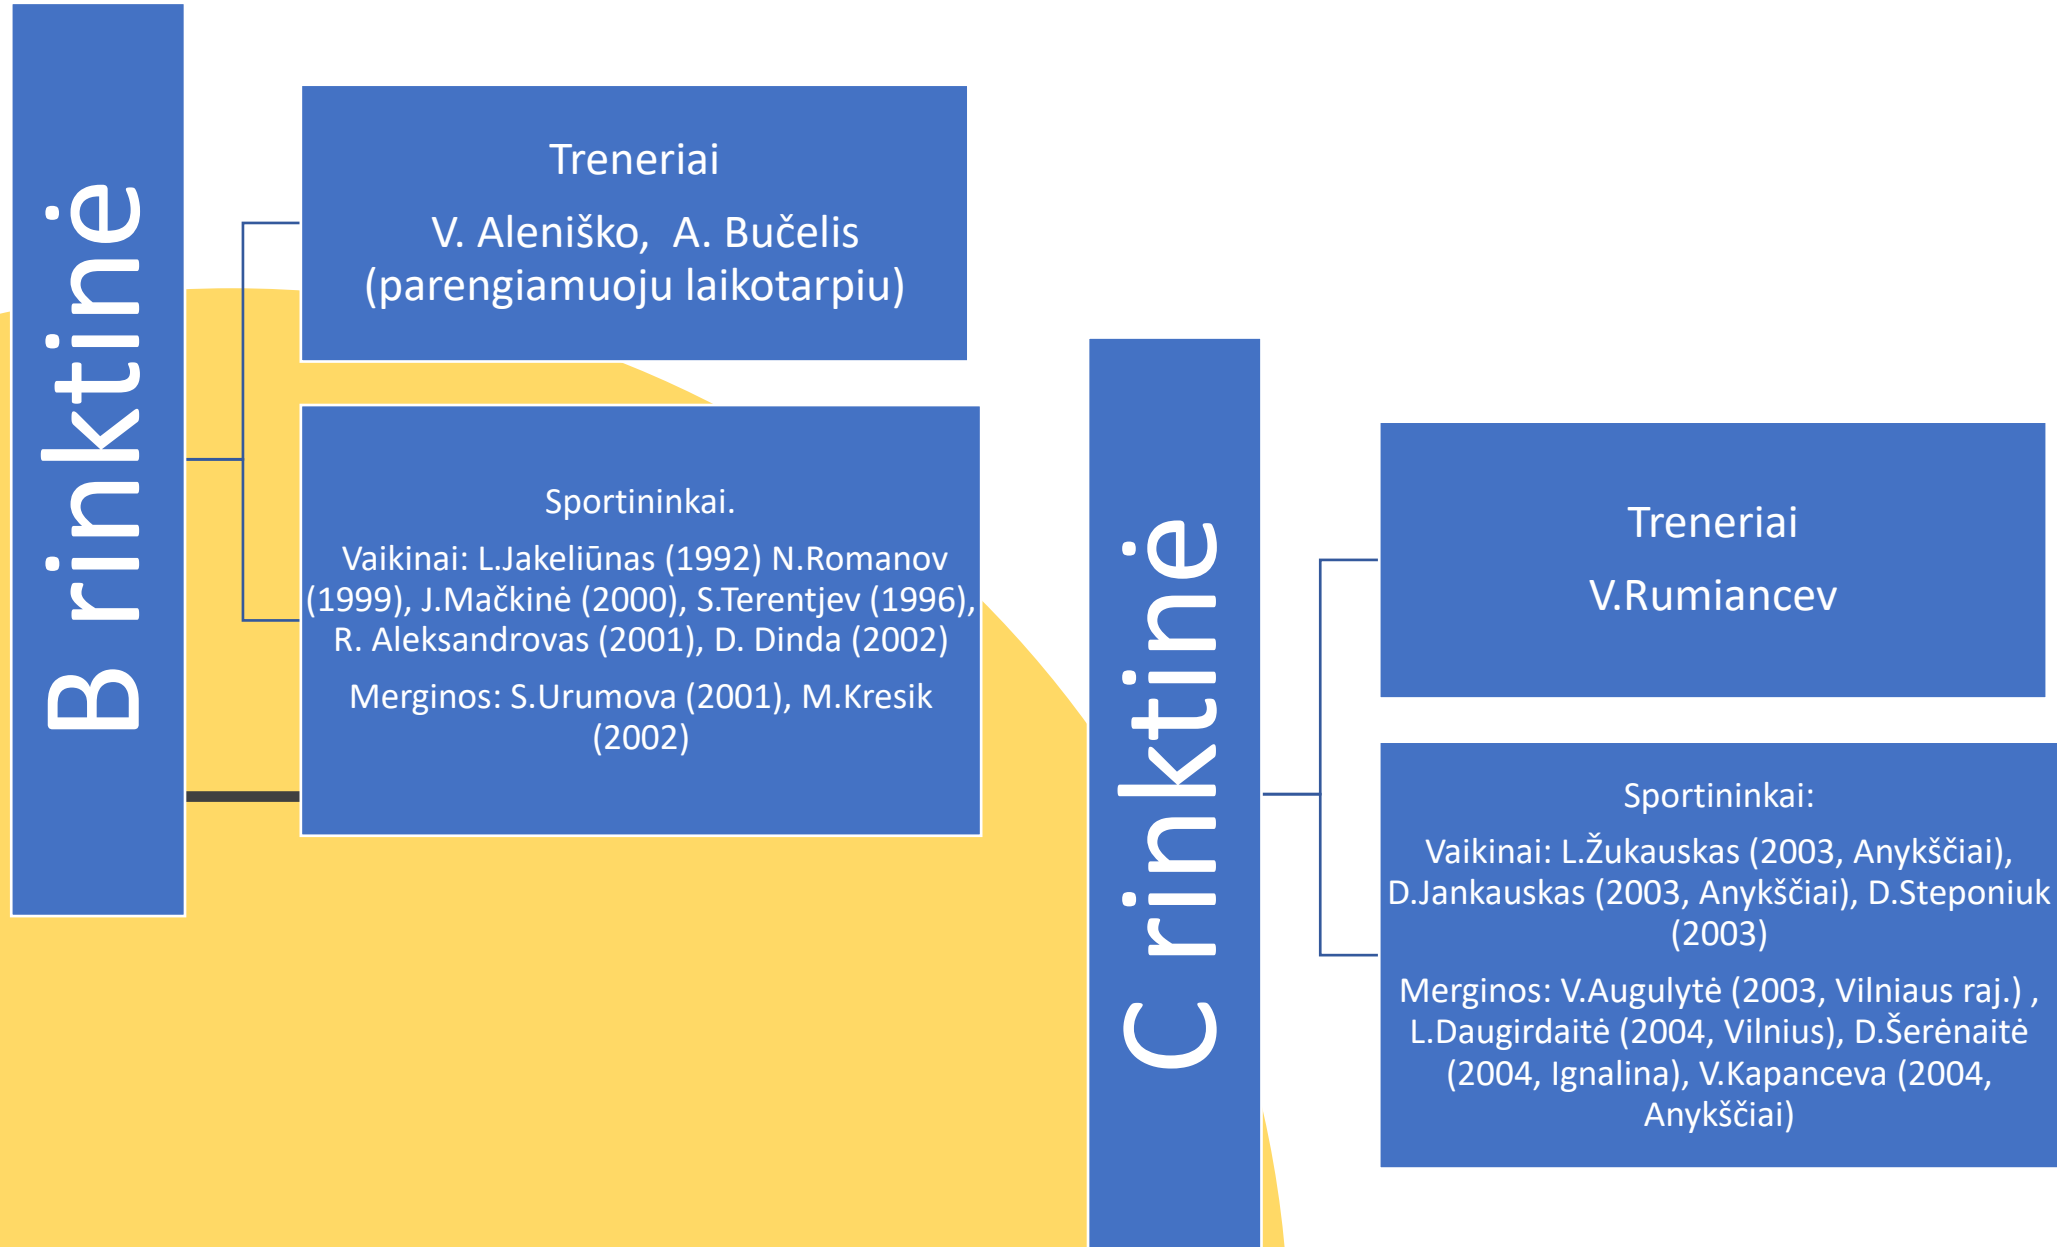 B rinktinė
Treneriai
V. Aleniško,  A. Bučelis
(parengiamuoju laikotarpiu)
Sportininkai.
Vaikinai: L.Jakeliūnas (1992) N.Romanov
(1999), J.Mačkinė (2000), S.Terentjev (1996),
R. Aleksandrovas (2001), D. Dinda (2002)
Merginos: S.Urumova (2001), M.Kresik
(2002)
C rinktinė
Treneriai
V.Rumiancev
Sportininkai:
Vaikinai: L.Žukauskas (2003, Anykščiai),
D.Jankauskas (2003, Anykščiai), D.Steponiuk
(2003)
Merginos: V.Augulytė (2003, Vilniaus raj.) ,
L.Daugirdaitė (2004, Vilnius), D.Šerėnaitė
(2004, Ignalina), V.Kapanceva (2004,
Anykščiai)